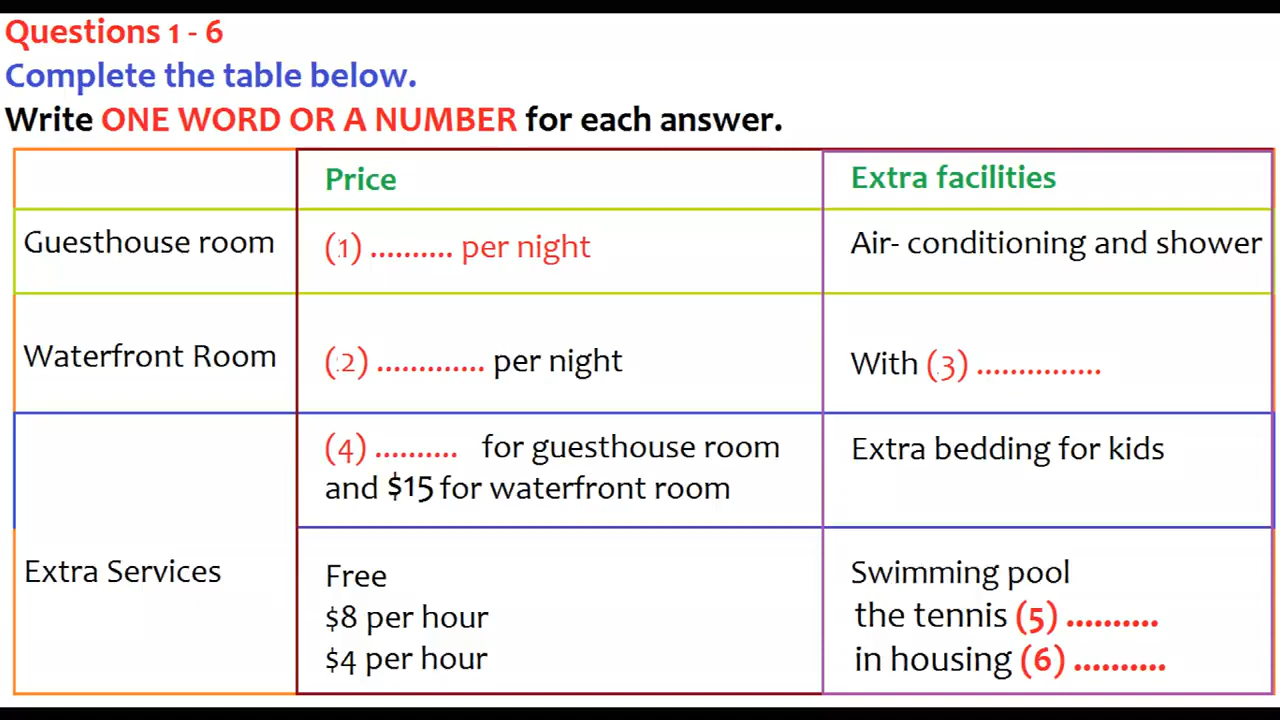 Questions 1 - 6
Complete the table below.
Write ONE WORD OR A NUMBER for each answer.
Price
Extra facilities
Guesthouse room
(1) .......... per night
Air- conditioning and shower
Waterfront Room
(2) ............. per night
With (3) ...............
(4) .......... for guesthouse room
and $15 for waterfront room
Extra bedding for kids
Extra Services
Free
$8 per hour
$4 per hour
Swimming pool
the tennis (5) ..........
in housing (6) ..........